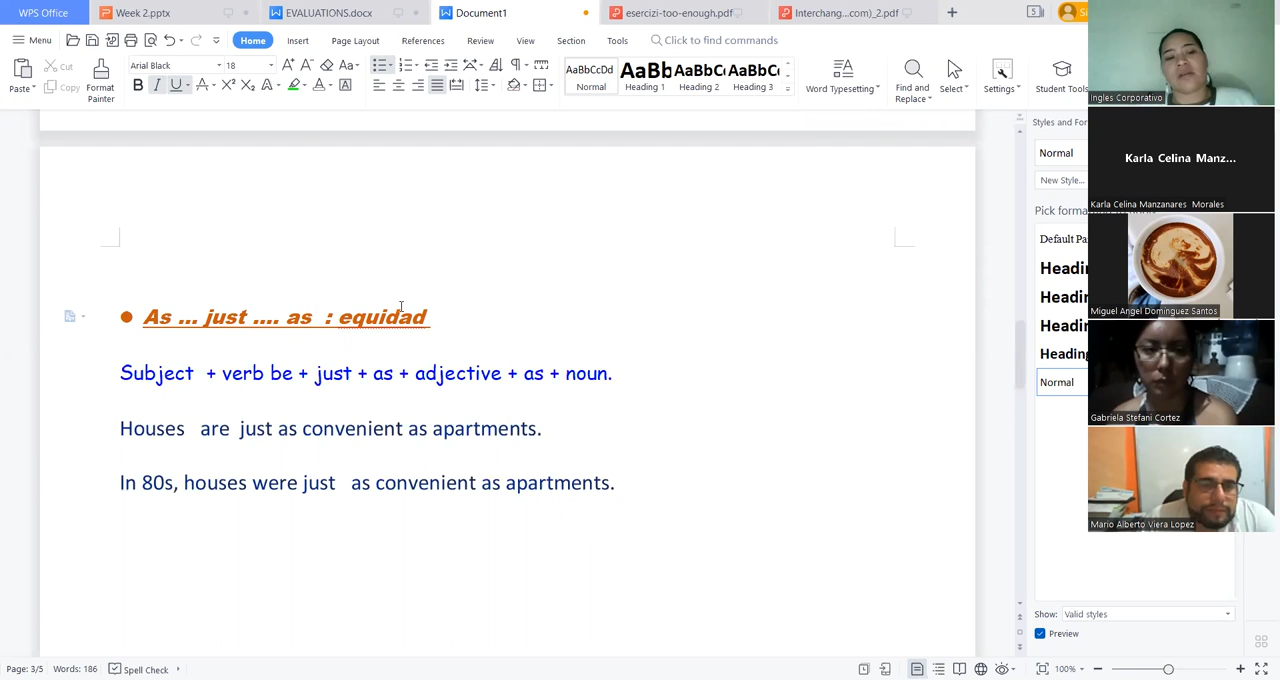 WPS Office Week 2.pptx EVALUATIONS.docx Document1 esercizi-too-enough.pdf Interchang...com)_2.pdf
Menu Home Insert Page Layout References Review View Section Tools Click to find commands
Arial Black 18 AaBbCcDd AaBb AaBbC AaBbC
Paste Cut Copy Format Painter Normal Heading 1 Heading 2 Heading 3 Word Typesetting Find and Replace Select Settings Student Tools
Ingles Corporativo
Styles and For
Normal
Karla Celina Manz...
New Style...
Karla Celina Manzanares Morales
Pick forma
Default Pa
Headin
Headin
Headin
Heading
Normal
Miguel Angel Dominguez Santos
As ... just .... as : equidad
Subject + verb be + just + as + adjective + as + noun.
Gabriela Stefani Cortez
Houses are just as convenient as apartments.
In 80s, houses were just as convenient as apartments.
Mario Alberto Viera Lopez
Show: Valid styles
Preview
Page: 3/5 Words: 186 Spell Check 100%